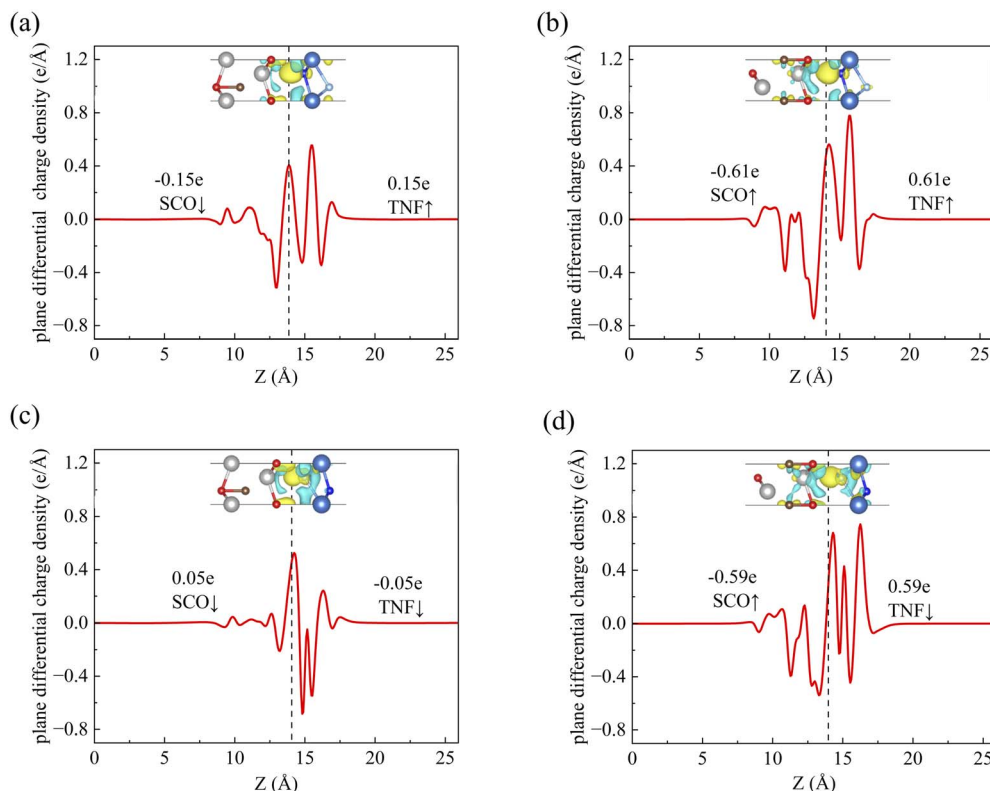 (a)
plane differential charge density (e/Å)
1.2
0.8
0.4
0.0
−0.4
−0.8
-0.15e
SCO↓
0.15e
TNF↑
0 5 10 15 20 25
Z (Å)
(b)
plane differential charge density (e/Å)
1.2
0.8
0.4
0.0
−0.4
−0.8
-0.61e
SCO↑
0.61e
TNF↑
0 5 10 15 20 25
Z (Å)
(c)
plane differential charge density (e/Å)
1.2
0.8
0.4
0.0
−0.4
−0.8
0.05e
SCO↓
-0.05e
TNF↓
0 5 10 15 20 25
Z (Å)
(d)
plane differential charge density (e/Å)
1.2
0.8
0.4
0.0
−0.4
−0.8
-0.59e
SCO↑
0.59e
TNF↓
0 5 10 15 20 25
Z (Å)